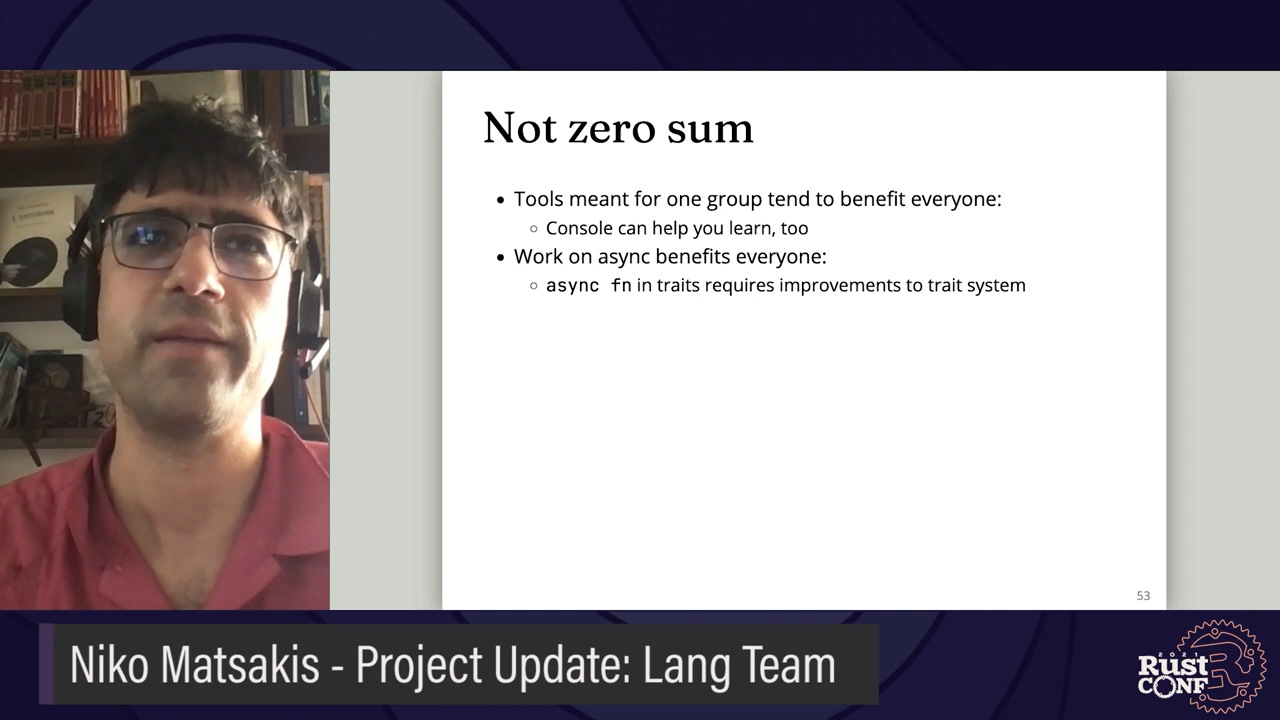 Not zero sum
• Tools meant for one group tend to benefit everyone:
○ Console can help you learn, too
• Work on async benefits everyone:
○ async fn in traits requires improvements to trait system
53
Niko Matsakis - Project Update: Lang Team
RUST
CONF